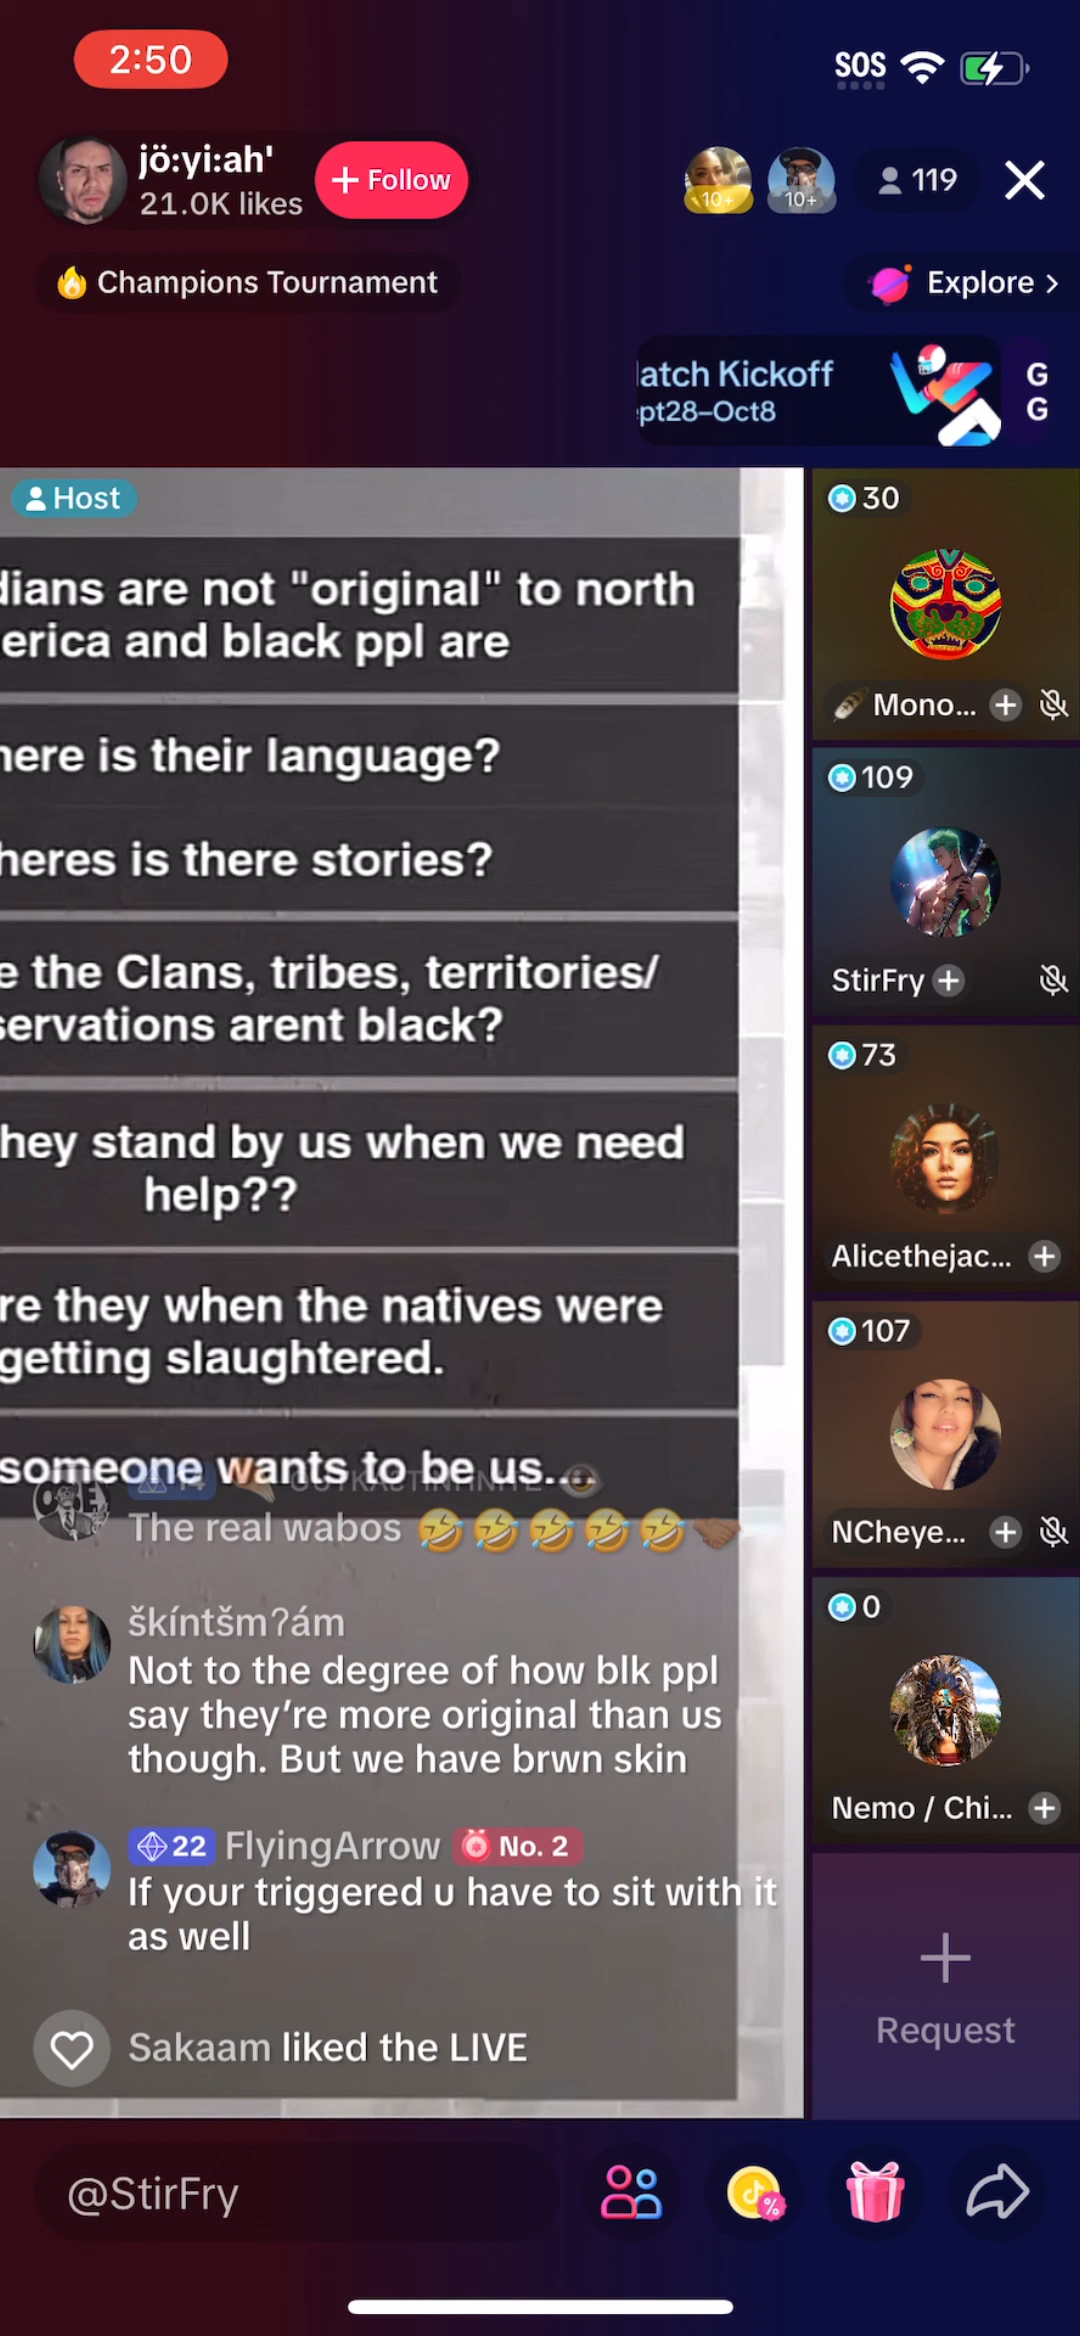 2:50
SOS
jö:yi:ah'
21.0K likes
+ Follow
10+
10+
119
Champions Tournament
Explore >
atch Kickoff
pt28–Oct8
G
G
Host
dians are not "original" to north
erica and black ppl are
here is their language?
heres is there stories?
e the Clans, tribes, territories/
servations arent black?
hey stand by us when we need
help??
re they when the natives were
getting slaughtered.
someone wants to be us...
The real wabos
škíntšmʔám
Not to the degree of how blk ppl
say they're more original than us
though. But we have brwn skin
22 FlyingArrow No. 2
If your triggered u have to sit with it
as well
Sakaam liked the LIVE
30
Mono...
109
StirFry
73
Alicethejac...
107
NCheye...
0
Nemo / Chi...
Request
@StirFry